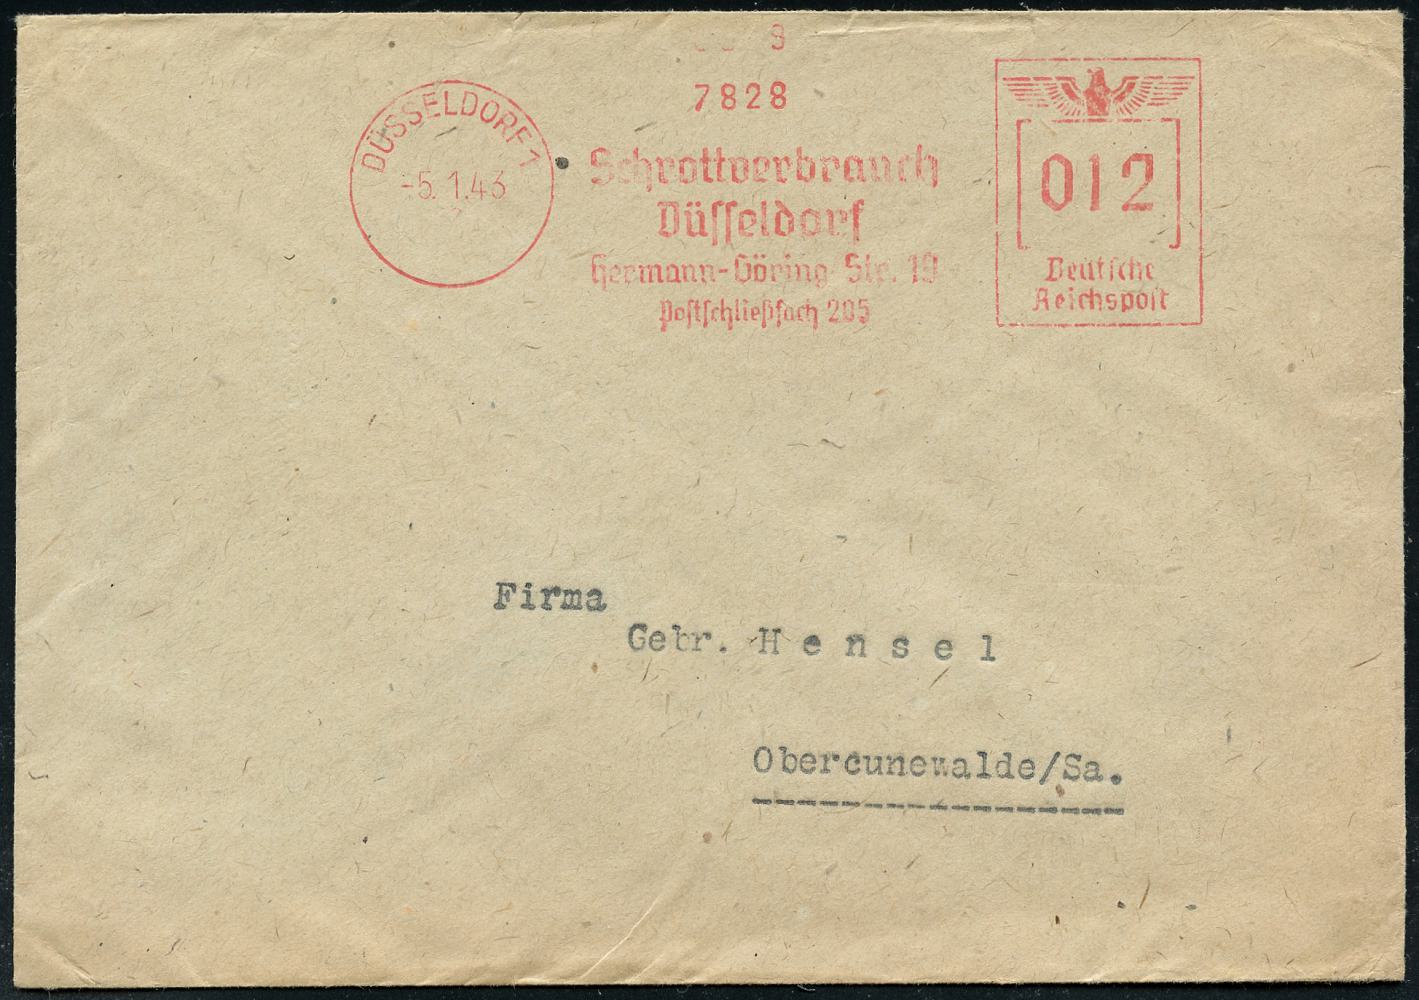 7828
DÜSSELDORF 1
-5.1.43
Schrottverbrauch
Düsseldorf
Hermann-Göring Str. 19
Postschließfach 205
012
Deutsche
Reichspost
Firma
Gebr. Hensel
Obercunewalde/Sa.